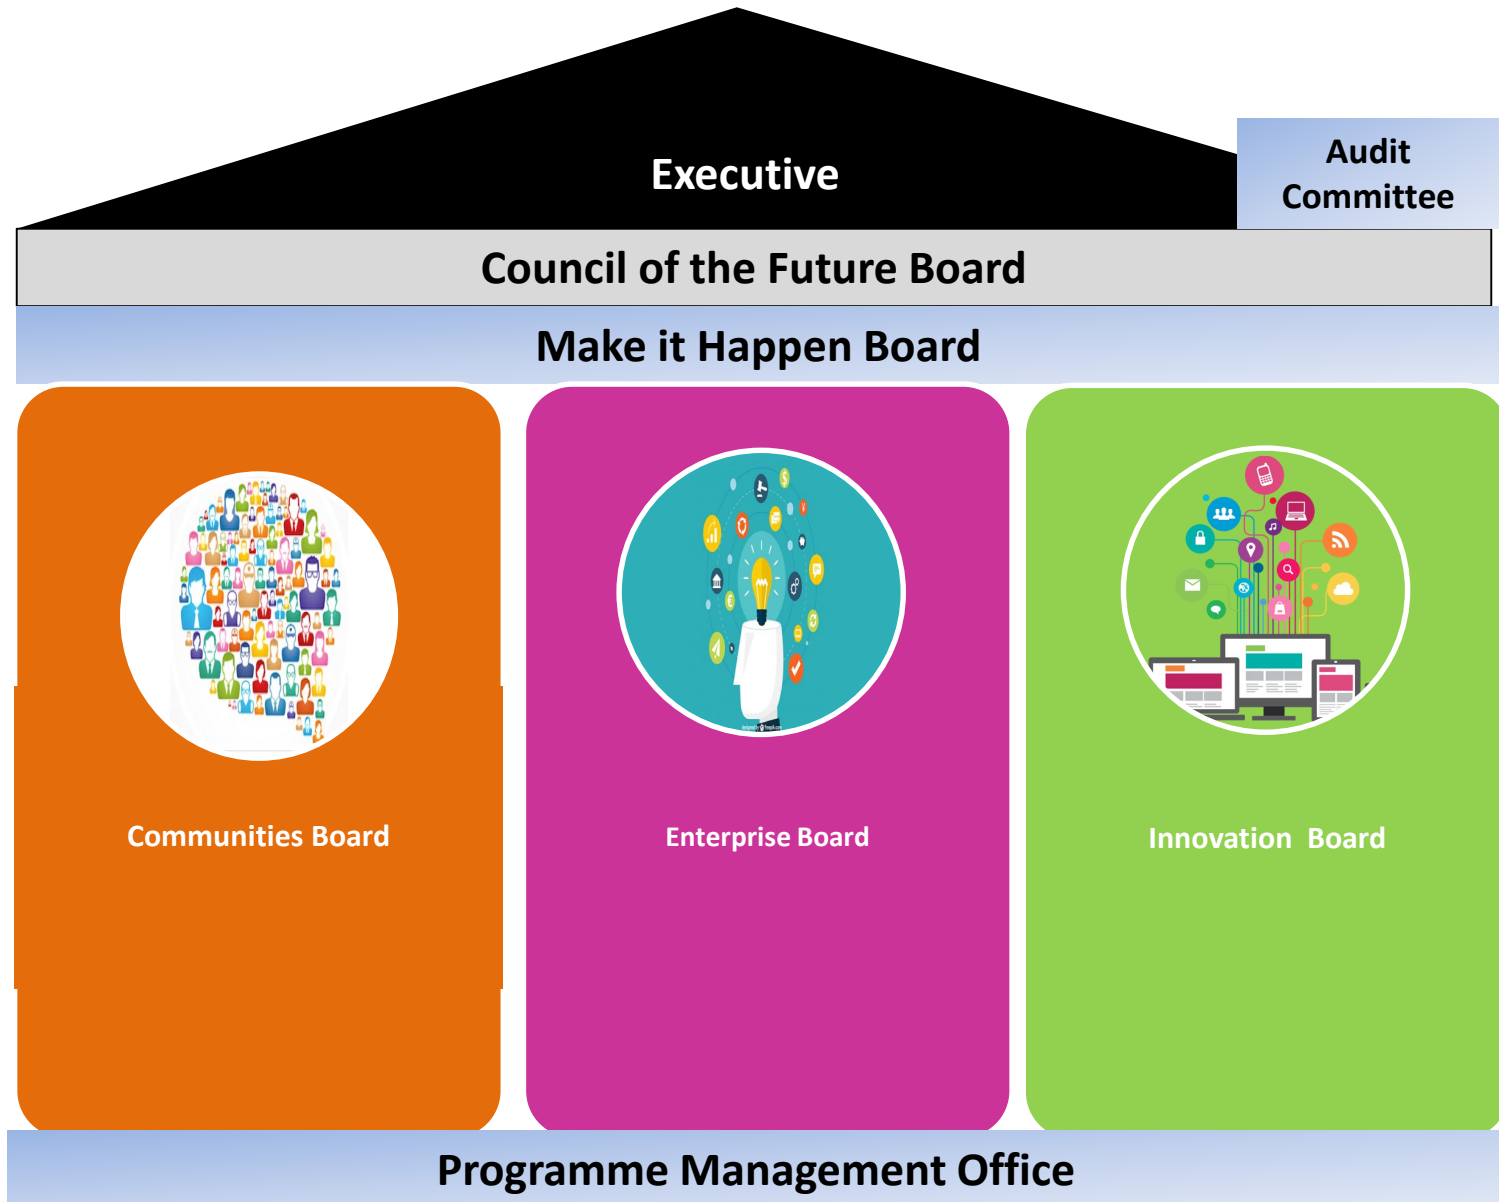 Executive
Audit
Committee
Council of the Future Board
Make it Happen Board
Communities Board
Enterprise Board
Innovation Board
Programme Management Office